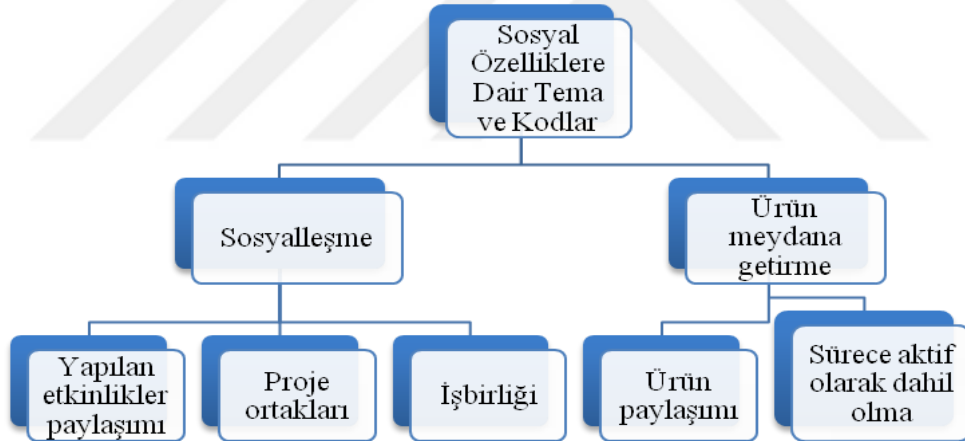 Sosyal
Özelliklere
Dair Tema
ve Kodlar
Sosyalleşme
Ürün
meydana
getirme
Yapılan
etkinlikler
paylaşımı
Proje
ortakları
İşbirliği
Ürün
paylaşımı
Sürece aktif
olarak dahil
olma